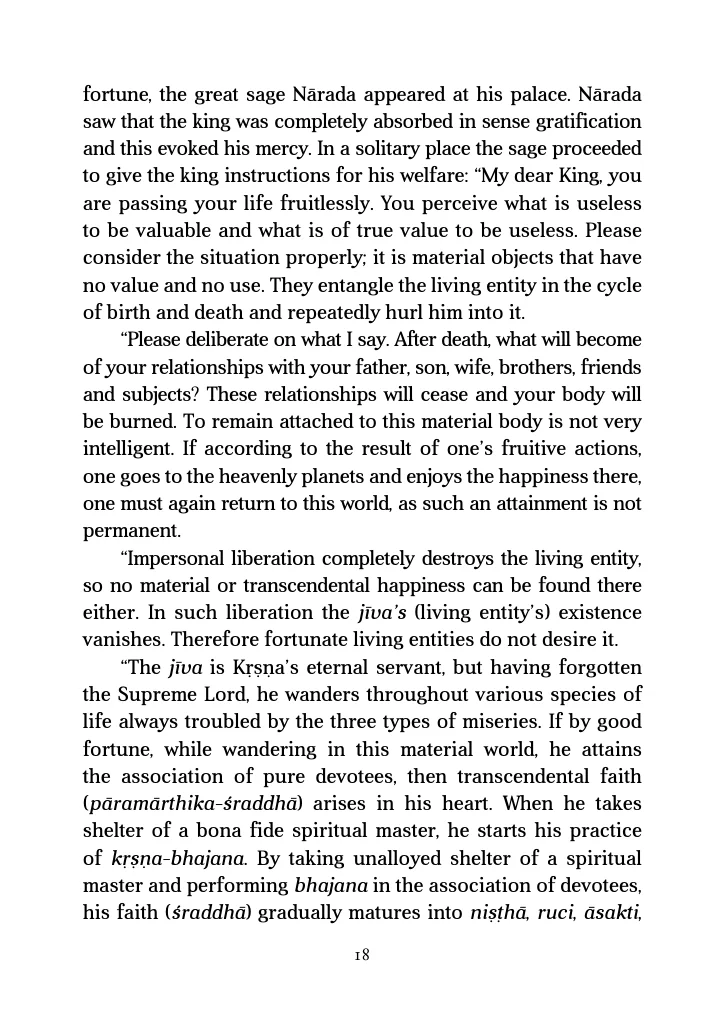 fortune, the great sage Nārada appeared at his palace. Nārada
saw that the king was completely absorbed in sense gratification
and this evoked his mercy. In a solitary place the sage proceeded
to give the king instructions for his welfare: “My dear King, you
are passing your life fruitlessly. You perceive what is useless
to be valuable and what is of true value to be useless. Please
consider the situation properly; it is material objects that have
no value and no use. They entangle the living entity in the cycle
of birth and death and repeatedly hurl him into it.
“Please deliberate on what I say. After death, what will become
of your relationships with your father, son, wife, brothers, friends
and subjects? These relationships will cease and your body will
be burned. To remain attached to this material body is not very
intelligent. If according to the result of one’s fruitive actions,
one goes to the heavenly planets and enjoys the happiness there,
one must again return to this world, as such an attainment is not
permanent.
“Impersonal liberation completely destroys the living entity,
so no material or transcendental happiness can be found there
either. In such liberation the jīva’s (living entity’s) existence
vanishes. Therefore fortunate living entities do not desire it.
“The jīva is Kṛṣṇa’s eternal servant, but having forgotten
the Supreme Lord, he wanders throughout various species of
life always troubled by the three types of miseries. If by good
fortune, while wandering in this material world, he attains
the association of pure devotees, then transcendental faith
(pāramārthika-śraddhā) arises in his heart. When he takes
shelter of a bona fide spiritual master, he starts his practice
of kṛṣṇa-bhajana. By taking unalloyed shelter of a spiritual
master and performing bhajana in the association of devotees,
his faith (śraddhā) gradually matures into niṣṭhā, ruci, āsakti,
18